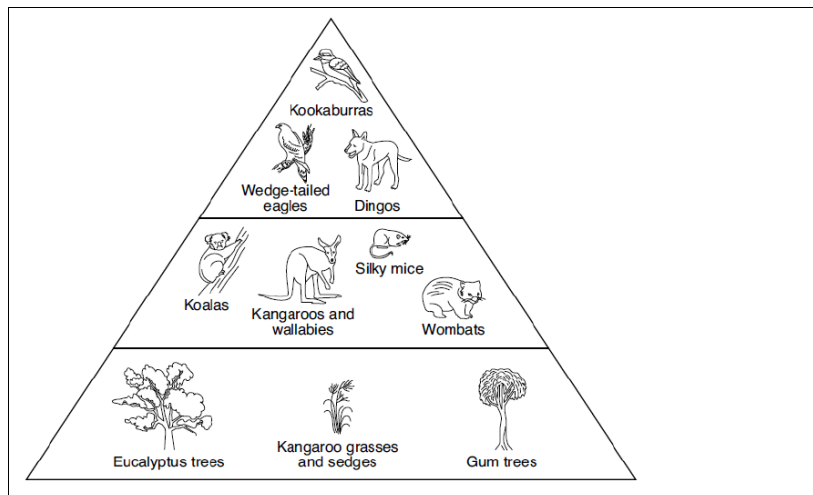 Kookaburras
Wedge-tailed
eagles
Dingos
Koalas
Kangaroos and
wallabies
Silky mice
Wombats
Eucalyptus trees
Kangaroo grasses
and sedges
Gum trees